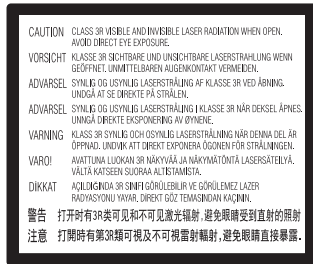 CAUTION CLASS 3R VISIBLE AND INVISIBLE LASER RADIATION WHEN OPEN.
AVOID DIRECT EYE EXPOSURE.
VORSICHT KLASSE 3R SICHTBARE UND UNSICHTBARE LASERSTRAHLUNG WENN
GEÖFFNET. UNMITTELBAREN AUGENKONTAKT VERMEIDEN.
ADVARSEL SYNLIG OG USYNLIG LASERSTRÅLING AF KLASSE 3R VED ÅBNING.
UNDGÅ AT SE DIREKTE PÅ STRÅLEN.
ADVARSEL SYNLIG OG USYNLIG LASERSTRÅLING I KLASSE 3R NÅR DEKSEL ÅPNES.
UNNGÅ DIREKTE EKSPONERING AV ØYNENE.
VARNING KLASS 3R SYNLIG OCH OSYNLIG LASERSTRÅLNING NÄR DENNA DEL ÄR
ÖPPNAD. UNDVIK ATT DIREKT EXPONERA ÖGONEN FÖR STRÅLNINGEN.
VARO! AVATTUNA LUOKAN 3R NÄKYVÄÄ JA NÄKYMÄTÖNTÄ LASERSÄTEILYÄ.
VÄLTÄ KATSEEN SUORAA ALTISTAMISTA.
DİKKAT AÇILDIĞINDA 3R SINIFI GÖRÜLEBİLİR VE GÖRÜLEMEZ LAZER
RADYASYONU YAYAR. DİREKT GÖZ TEMASINDAN KAÇININ.
警告 打开时有3R类可见和不可见激光辐射,避免眼睛受到直射的照射
注意 打開時有第3R類可視及不可視雷射輻射,避免眼睛直接暴露。